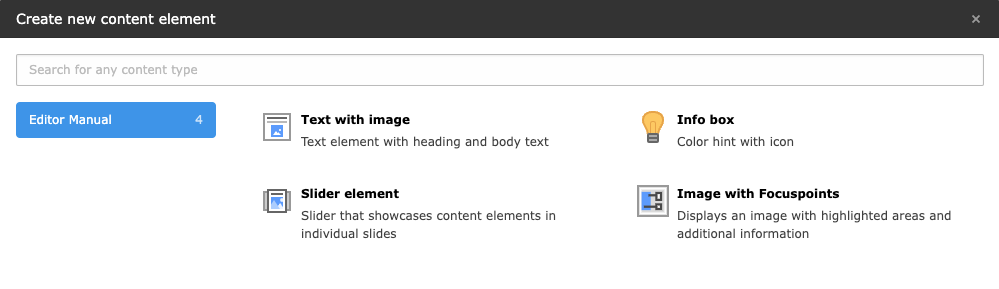 Create new content element
×
Search for any content type
Editor Manual 4
Text with image
Text element with heading and body text
Info box
Color hint with icon
Slider element
Slider that showcases content elements in
individual slides
Image with Focuspoints
Displays an image with highlighted areas and
additional information